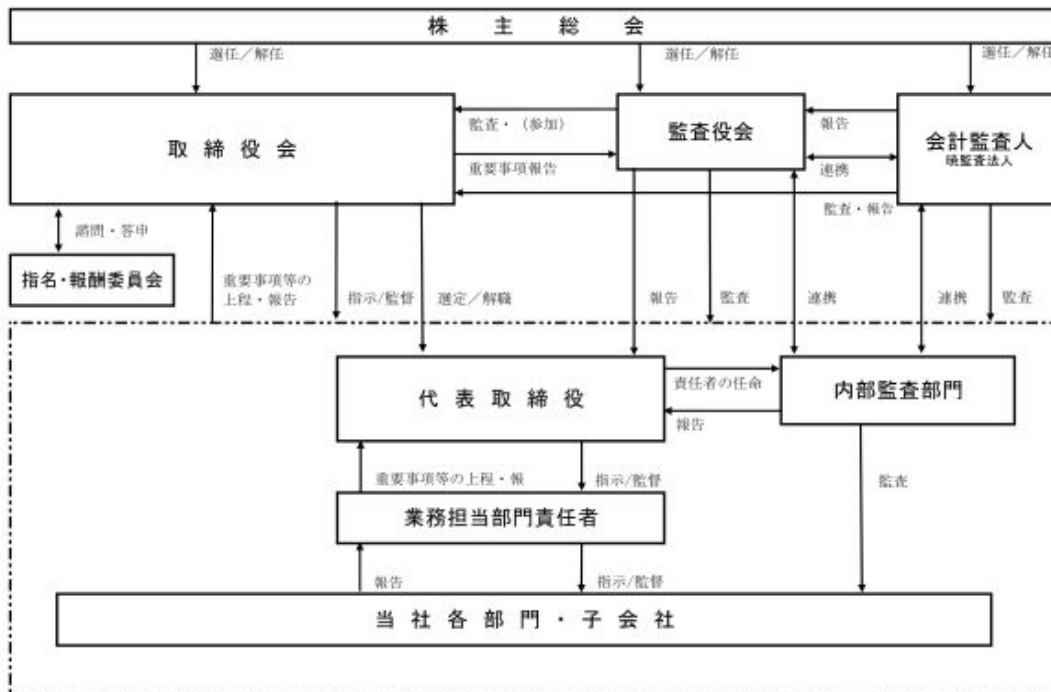 株主総会
選任／解任
選任／解任
選任／解任
取締役会
監査・（参加）
重要事項報告
監査役会
報告
連携
会計監査人
暁監査法人
監査・報告
諮問・答申
指名・報酬委員会
重要事項等の
上程・報告
指示/監督
選定／解職
報告
監査
連携
連携
監査
代表取締役
責任者の任命
報告
内部監査部門
重要事項等の上程・報
指示/監督
監査
業務担当部門責任者
報告
指示/監督
当社各部門・子会社